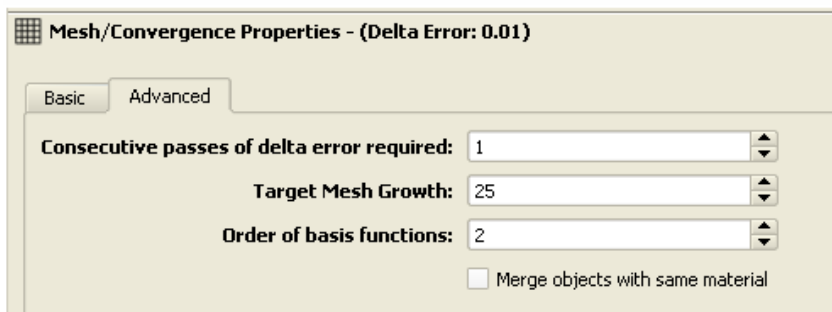 Mesh/Convergence Properties - (Delta Error: 0.01)
Basic Advanced
Consecutive passes of delta error required: 1
Target Mesh Growth: 25
Order of basis functions: 2
Merge objects with same material